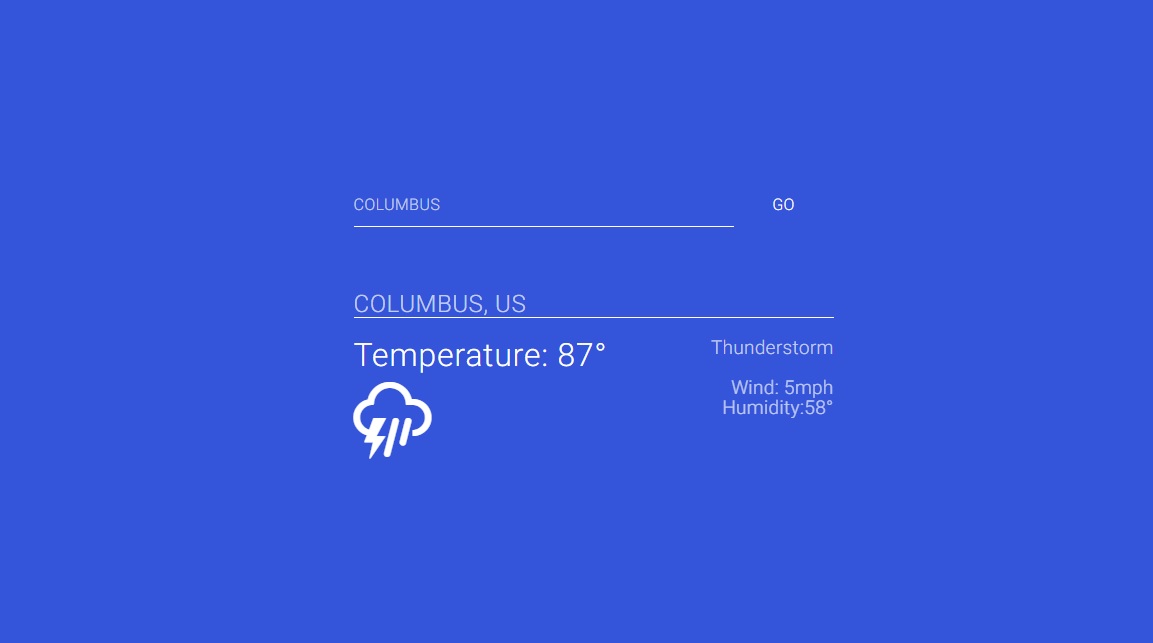 COLUMBUS GO
COLUMBUS, US
Temperature: 87°
Thunderstorm
Wind: 5mph
Humidity:58°